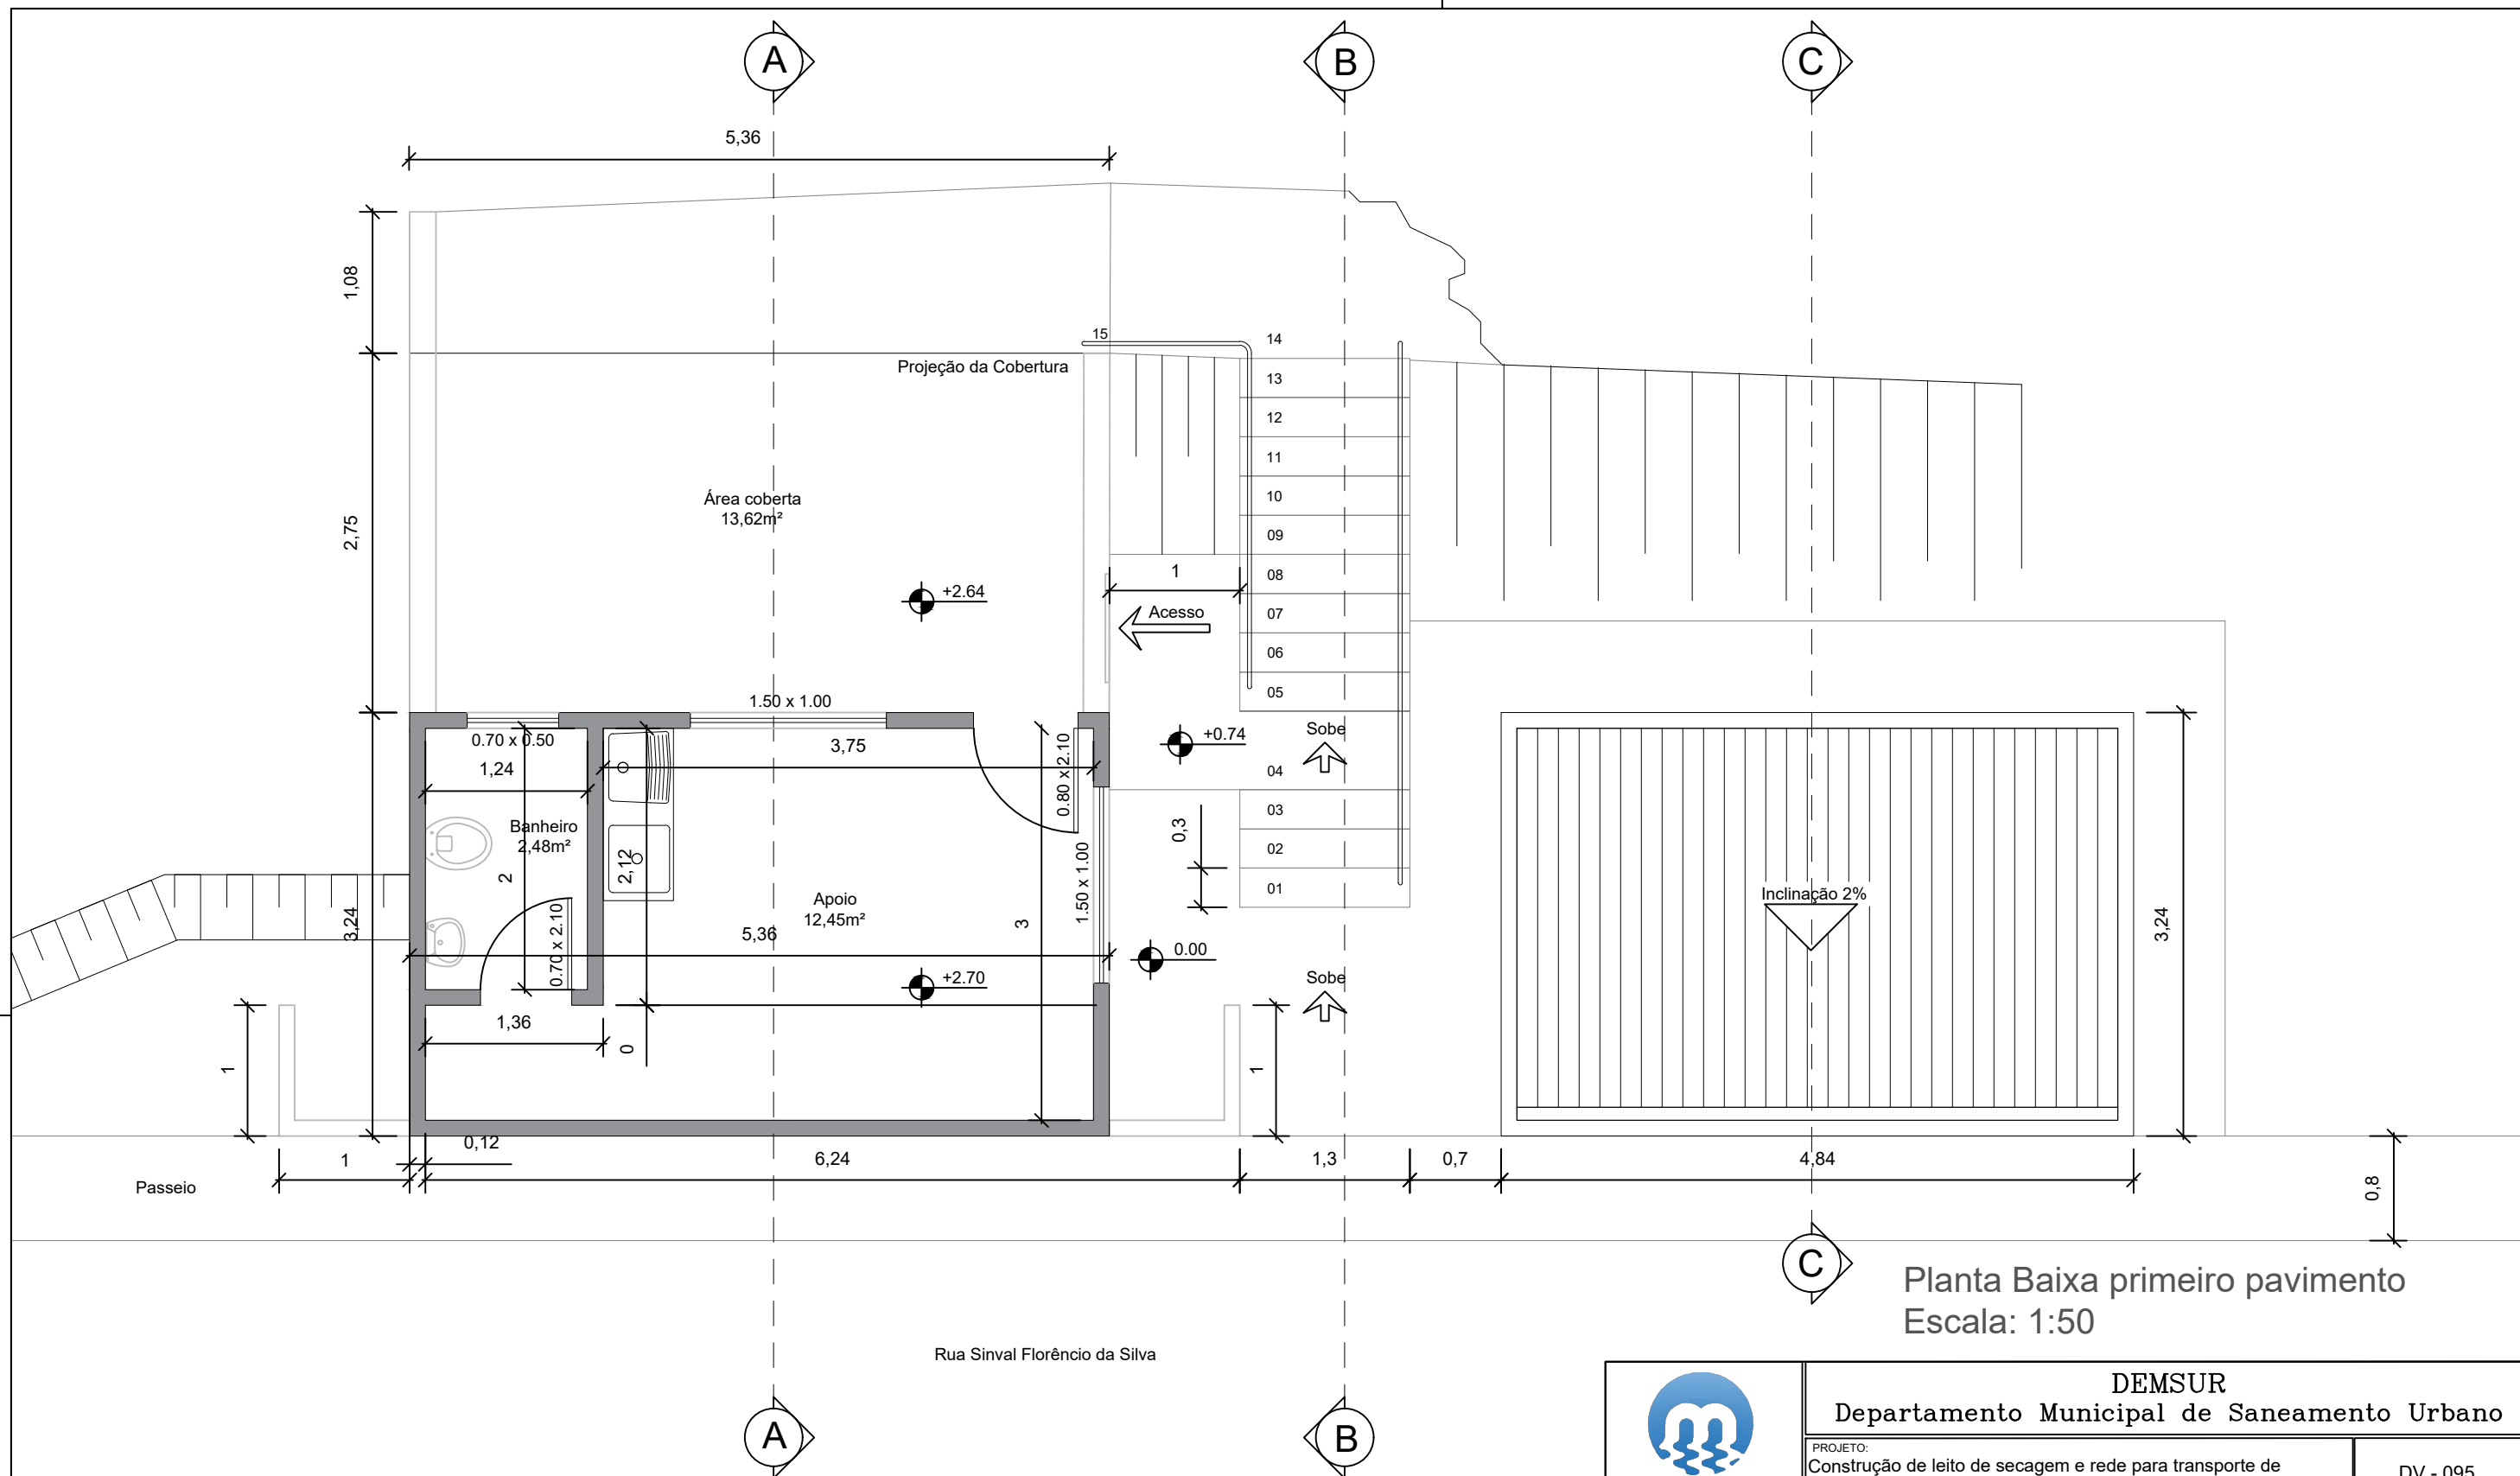 A
B
C
5,36
1,08
15
14
Projeção da Cobertura
13
12
11
Área coberta
13,62m²
10
2,75
09
1
08
+2.64
Acesso
07
06
05
1.50 x 1.00
0.70 x 0.50
3,75
+0.74
Sobe
1,24
0.80 x 2.10
04
03
0,3
Banheiro
2,48m²
02
2
2,12
1.50 x 1.00
01
Apoio
12,45m²
Inclinação 2%
3,24
5,36
3
0.70 x 2.10
0.00
3,24
+2.70
Sobe
1,36
0
1
1
0,12
1
6,24
1,3
0,7
4,84
Passeio
0,8
C
Planta Baixa primeiro pavimento
Escala: 1:50
Rua Sinval Florêncio da Silva
A
B
DEMSUR
Departamento Municipal de Saneamento Urbano
PROJETO:
Construção de leito de secagem e rede para transporte de
DV - 095